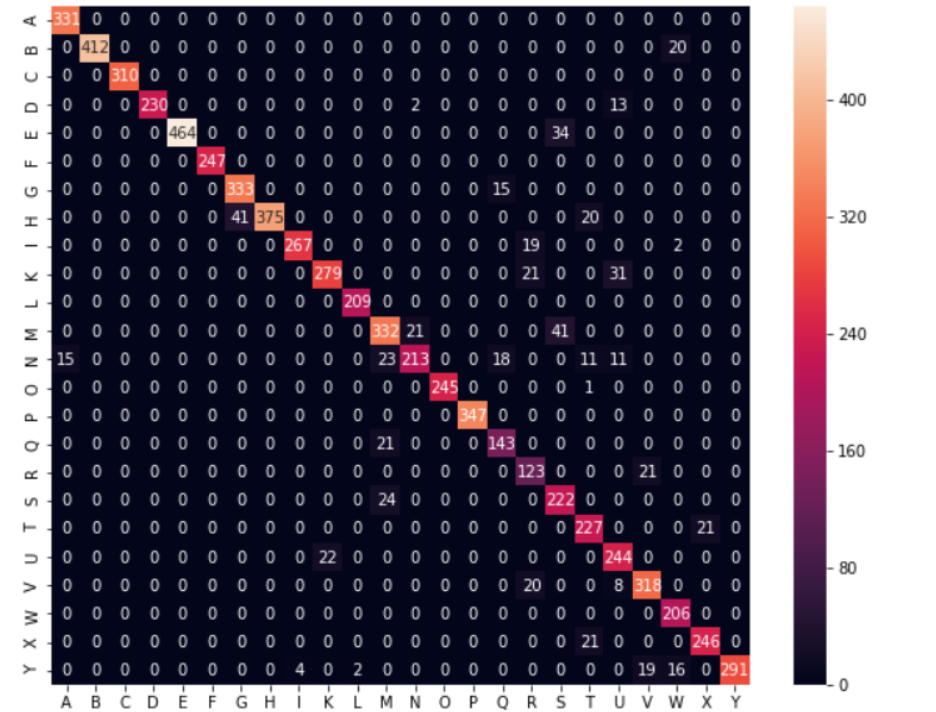 A 331 0 0 0 0 0 0 0 0 0 0 0 0 0 0 0 0 0 0 0 0 0 0 0
B 0 412 0 0 0 0 0 0 0 0 0 0 0 0 0 0 0 0 0 0 0 20 0 0
C 0 0 310 0 0 0 0 0 0 0 0 0 0 0 0 0 0 0 0 0 0 0 0 0
D 0 0 0 230 0 0 0 0 0 0 0 0 2 0 0 0 0 0 0 13 0 0 0 0
E 0 0 0 0 464 0 0 0 0 0 0 0 0 0 0 0 0 34 0 0 0 0 0 0
F 0 0 0 0 0 247 0 0 0 0 0 0 0 0 0 0 0 0 0 0 0 0 0 0
G 0 0 0 0 0 0 333 0 0 0 0 0 0 0 0 15 0 0 0 0 0 0 0 0
H 0 0 0 0 0 0 41 375 0 0 0 0 0 0 0 0 0 0 20 0 0 0 0 0
I 0 0 0 0 0 0 0 0 267 0 0 0 0 0 0 0 19 0 0 0 0 2 0 0
K 0 0 0 0 0 0 0 0 0 279 0 0 0 0 0 0 21 0 0 31 0 0 0 0
L 0 0 0 0 0 0 0 0 0 0 209 0 0 0 0 0 0 0 0 0 0 0 0 0
M 0 0 0 0 0 0 0 0 0 0 0 332 21 0 0 0 0 41 0 0 0 0 0 0
N 15 0 0 0 0 0 0 0 0 0 0 23 213 0 0 18 0 0 11 11 0 0 0 0
O 0 0 0 0 0 0 0 0 0 0 0 0 0 245 0 0 0 0 1 0 0 0 0 0
P 0 0 0 0 0 0 0 0 0 0 0 0 0 0 347 0 0 0 0 0 0 0 0 0
Q 0 0 0 0 0 0 0 0 0 0 0 21 0 0 0 143 0 0 0 0 0 0 0 0
R 0 0 0 0 0 0 0 0 0 0 0 0 0 0 0 0 123 0 0 0 21 0 0 0
S 0 0 0 0 0 0 0 0 0 0 0 24 0 0 0 0 0 222 0 0 0 0 0 0
T 0 0 0 0 0 0 0 0 0 0 0 0 0 0 0 0 0 0 227 0 0 0 21 0
U 0 0 0 0 0 0 0 0 0 22 0 0 0 0 0 0 0 0 0 244 0 0 0 0
V 0 0 0 0 0 0 0 0 0 0 0 0 0 0 0 0 20 0 0 8 318 0 0 0
W 0 0 0 0 0 0 0 0 0 0 0 0 0 0 0 0 0 0 0 0 0 206 0 0
X 0 0 0 0 0 0 0 0 0 0 0 0 0 0 0 0 0 0 21 0 0 0 246 0
Y 0 0 0 0 0 0 0 0 4 0 2 0 0 0 0 0 0 0 0 0 19 16 0 291
A B C D E F G H I K L M N O P Q R S T U V W X Y
400
320
240
160
80
0